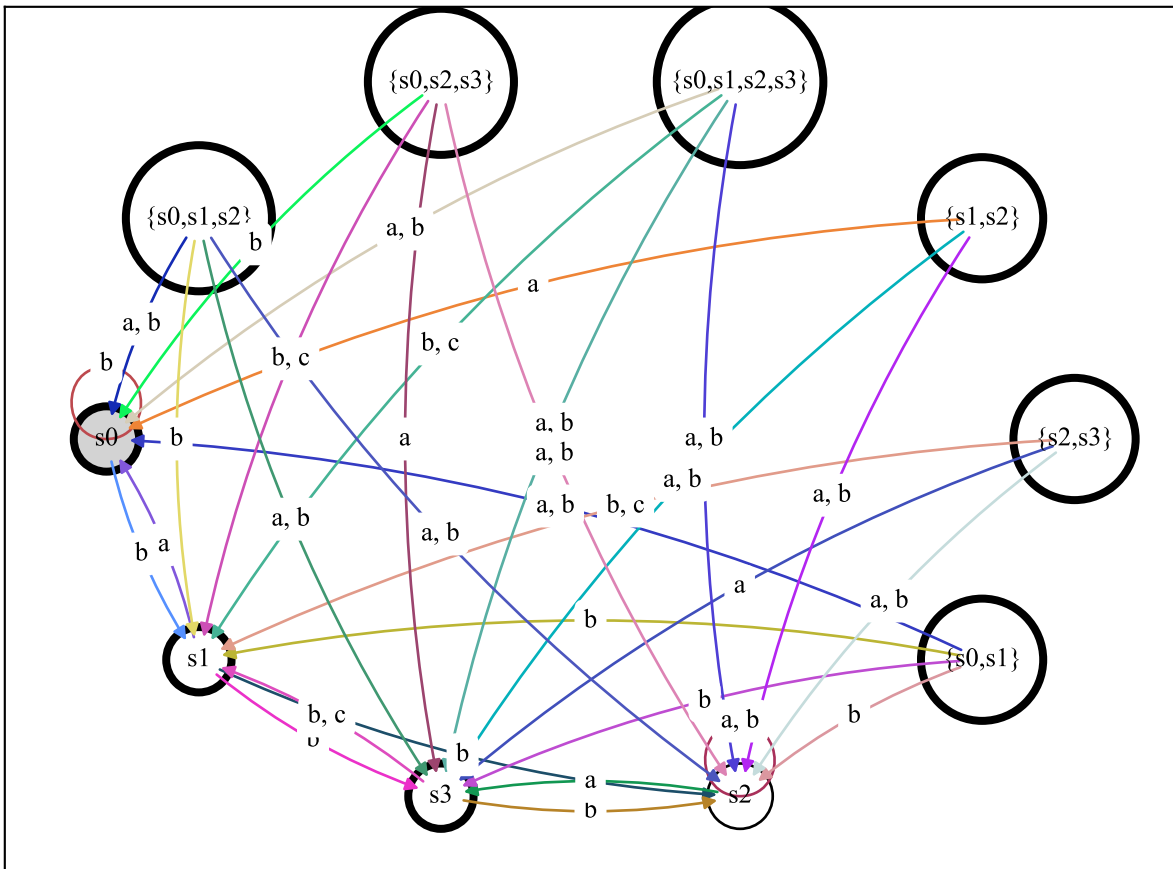 {s0,s2,s3}
{s0,s1,s2,s3}
{s0,s1,s2}
{s1,s2}
b
a, b
a
a, b
b, c
b, c
b
a, b
a, b
s0
b
a
a, b
{s2,s3}
a, b
a, b
a, b
b, c
a, b
a, b
b
a
a
a, b
b
s1
{s0,s1}
b
b, c
b
a, b
b
b
a
s3
s2
b